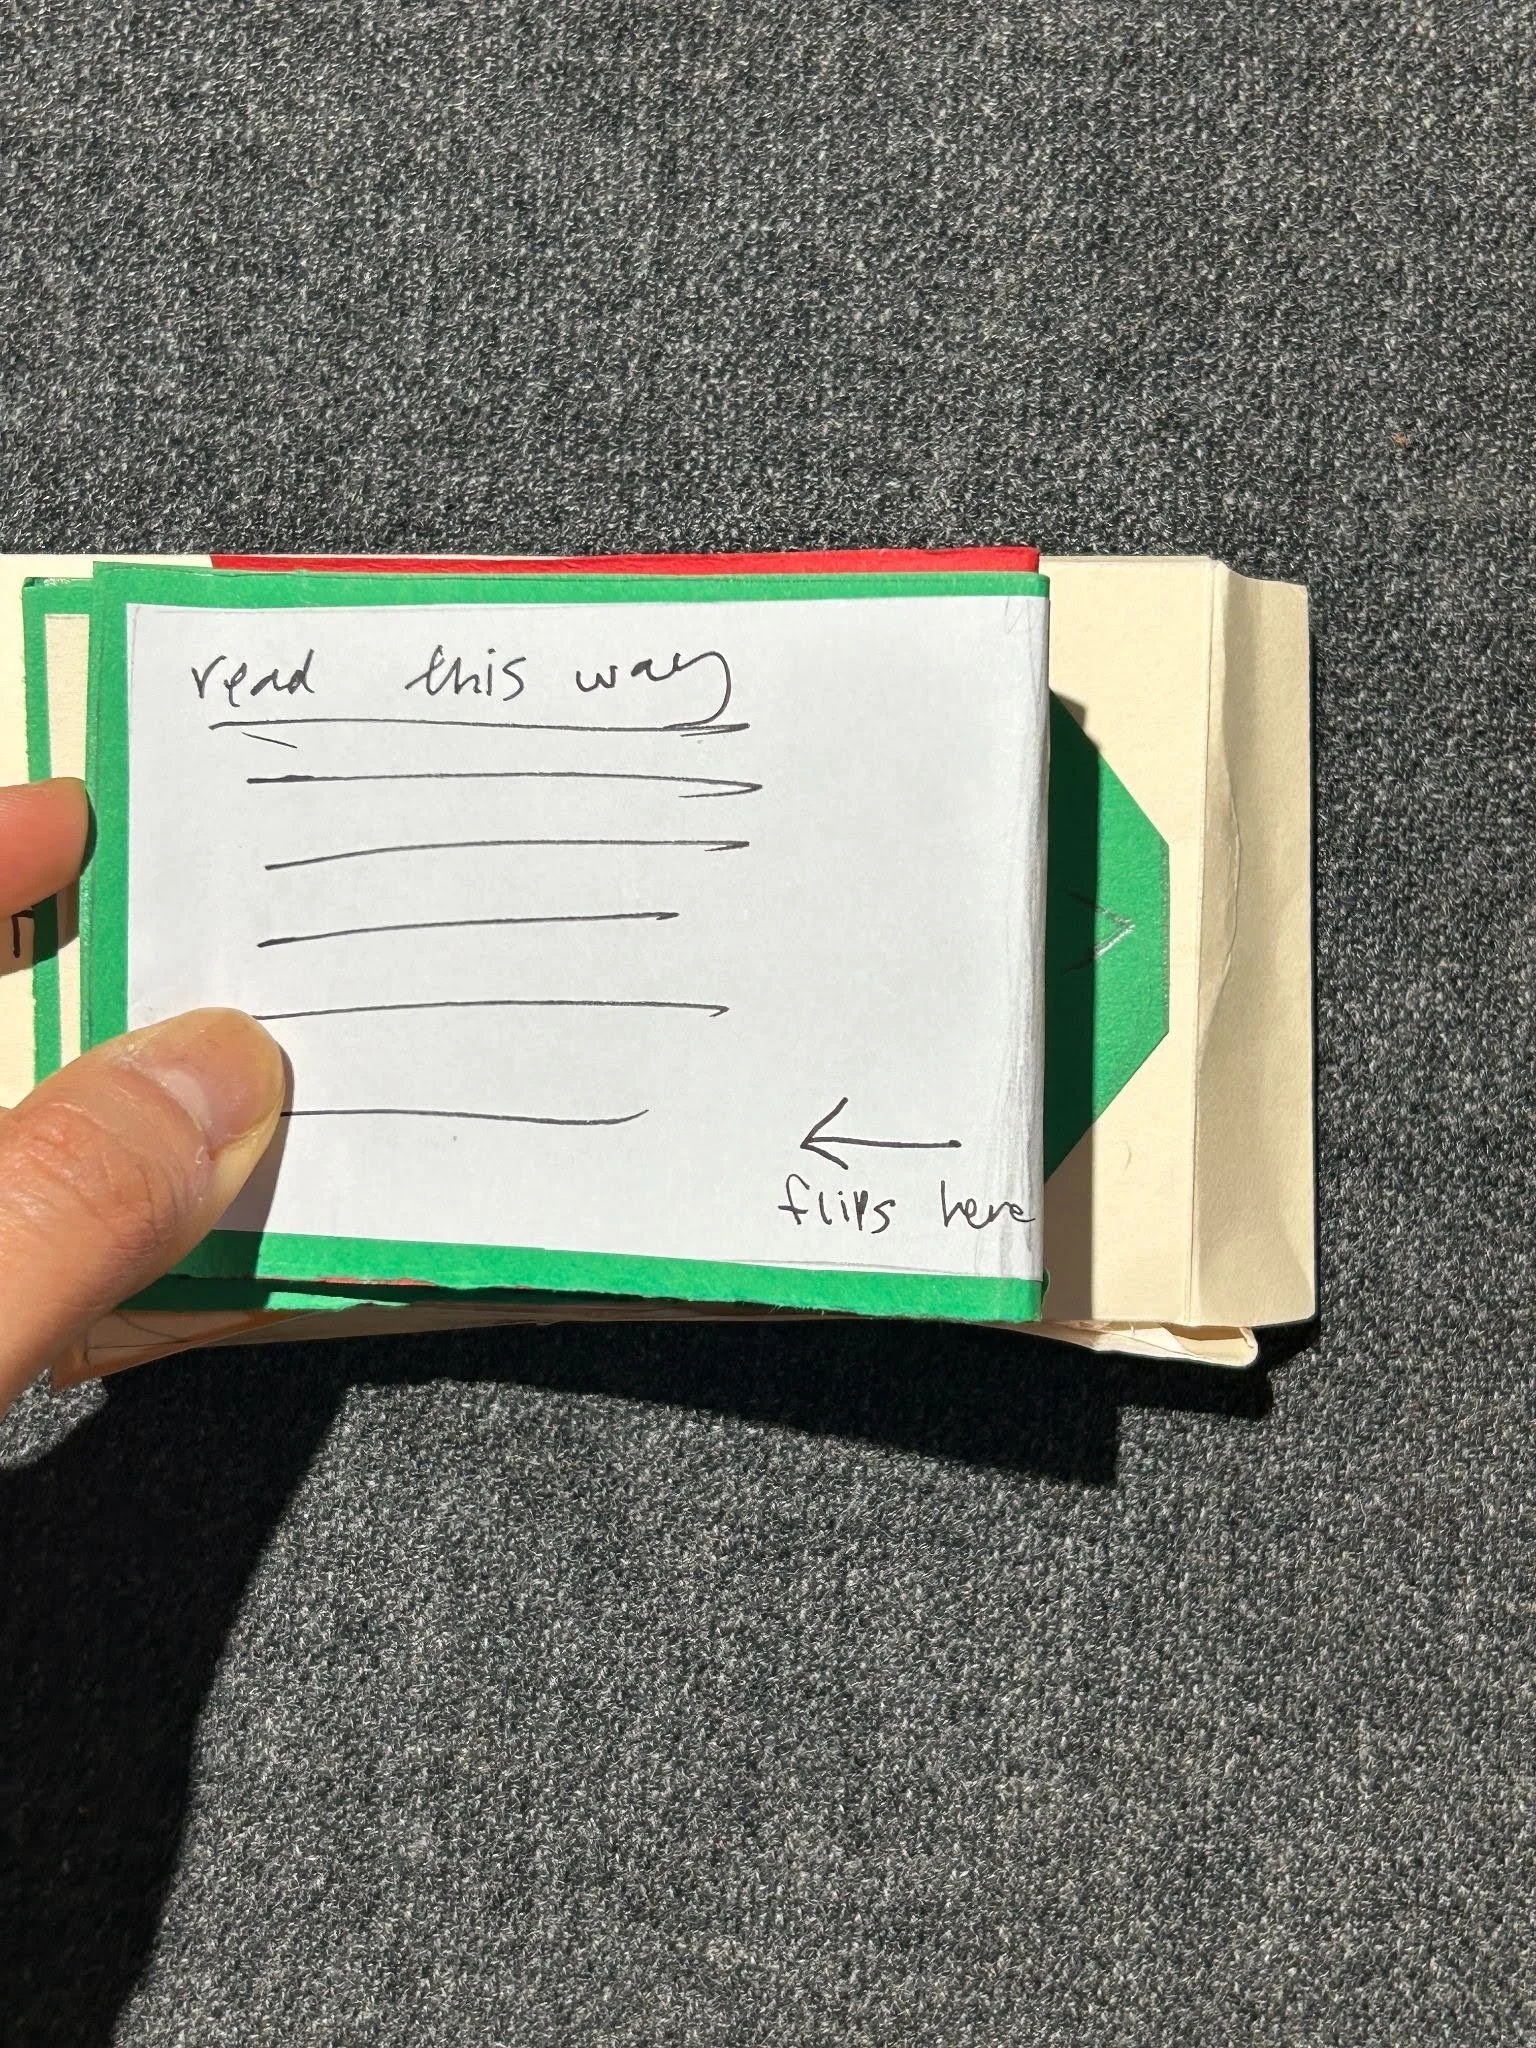 read this way
flips here